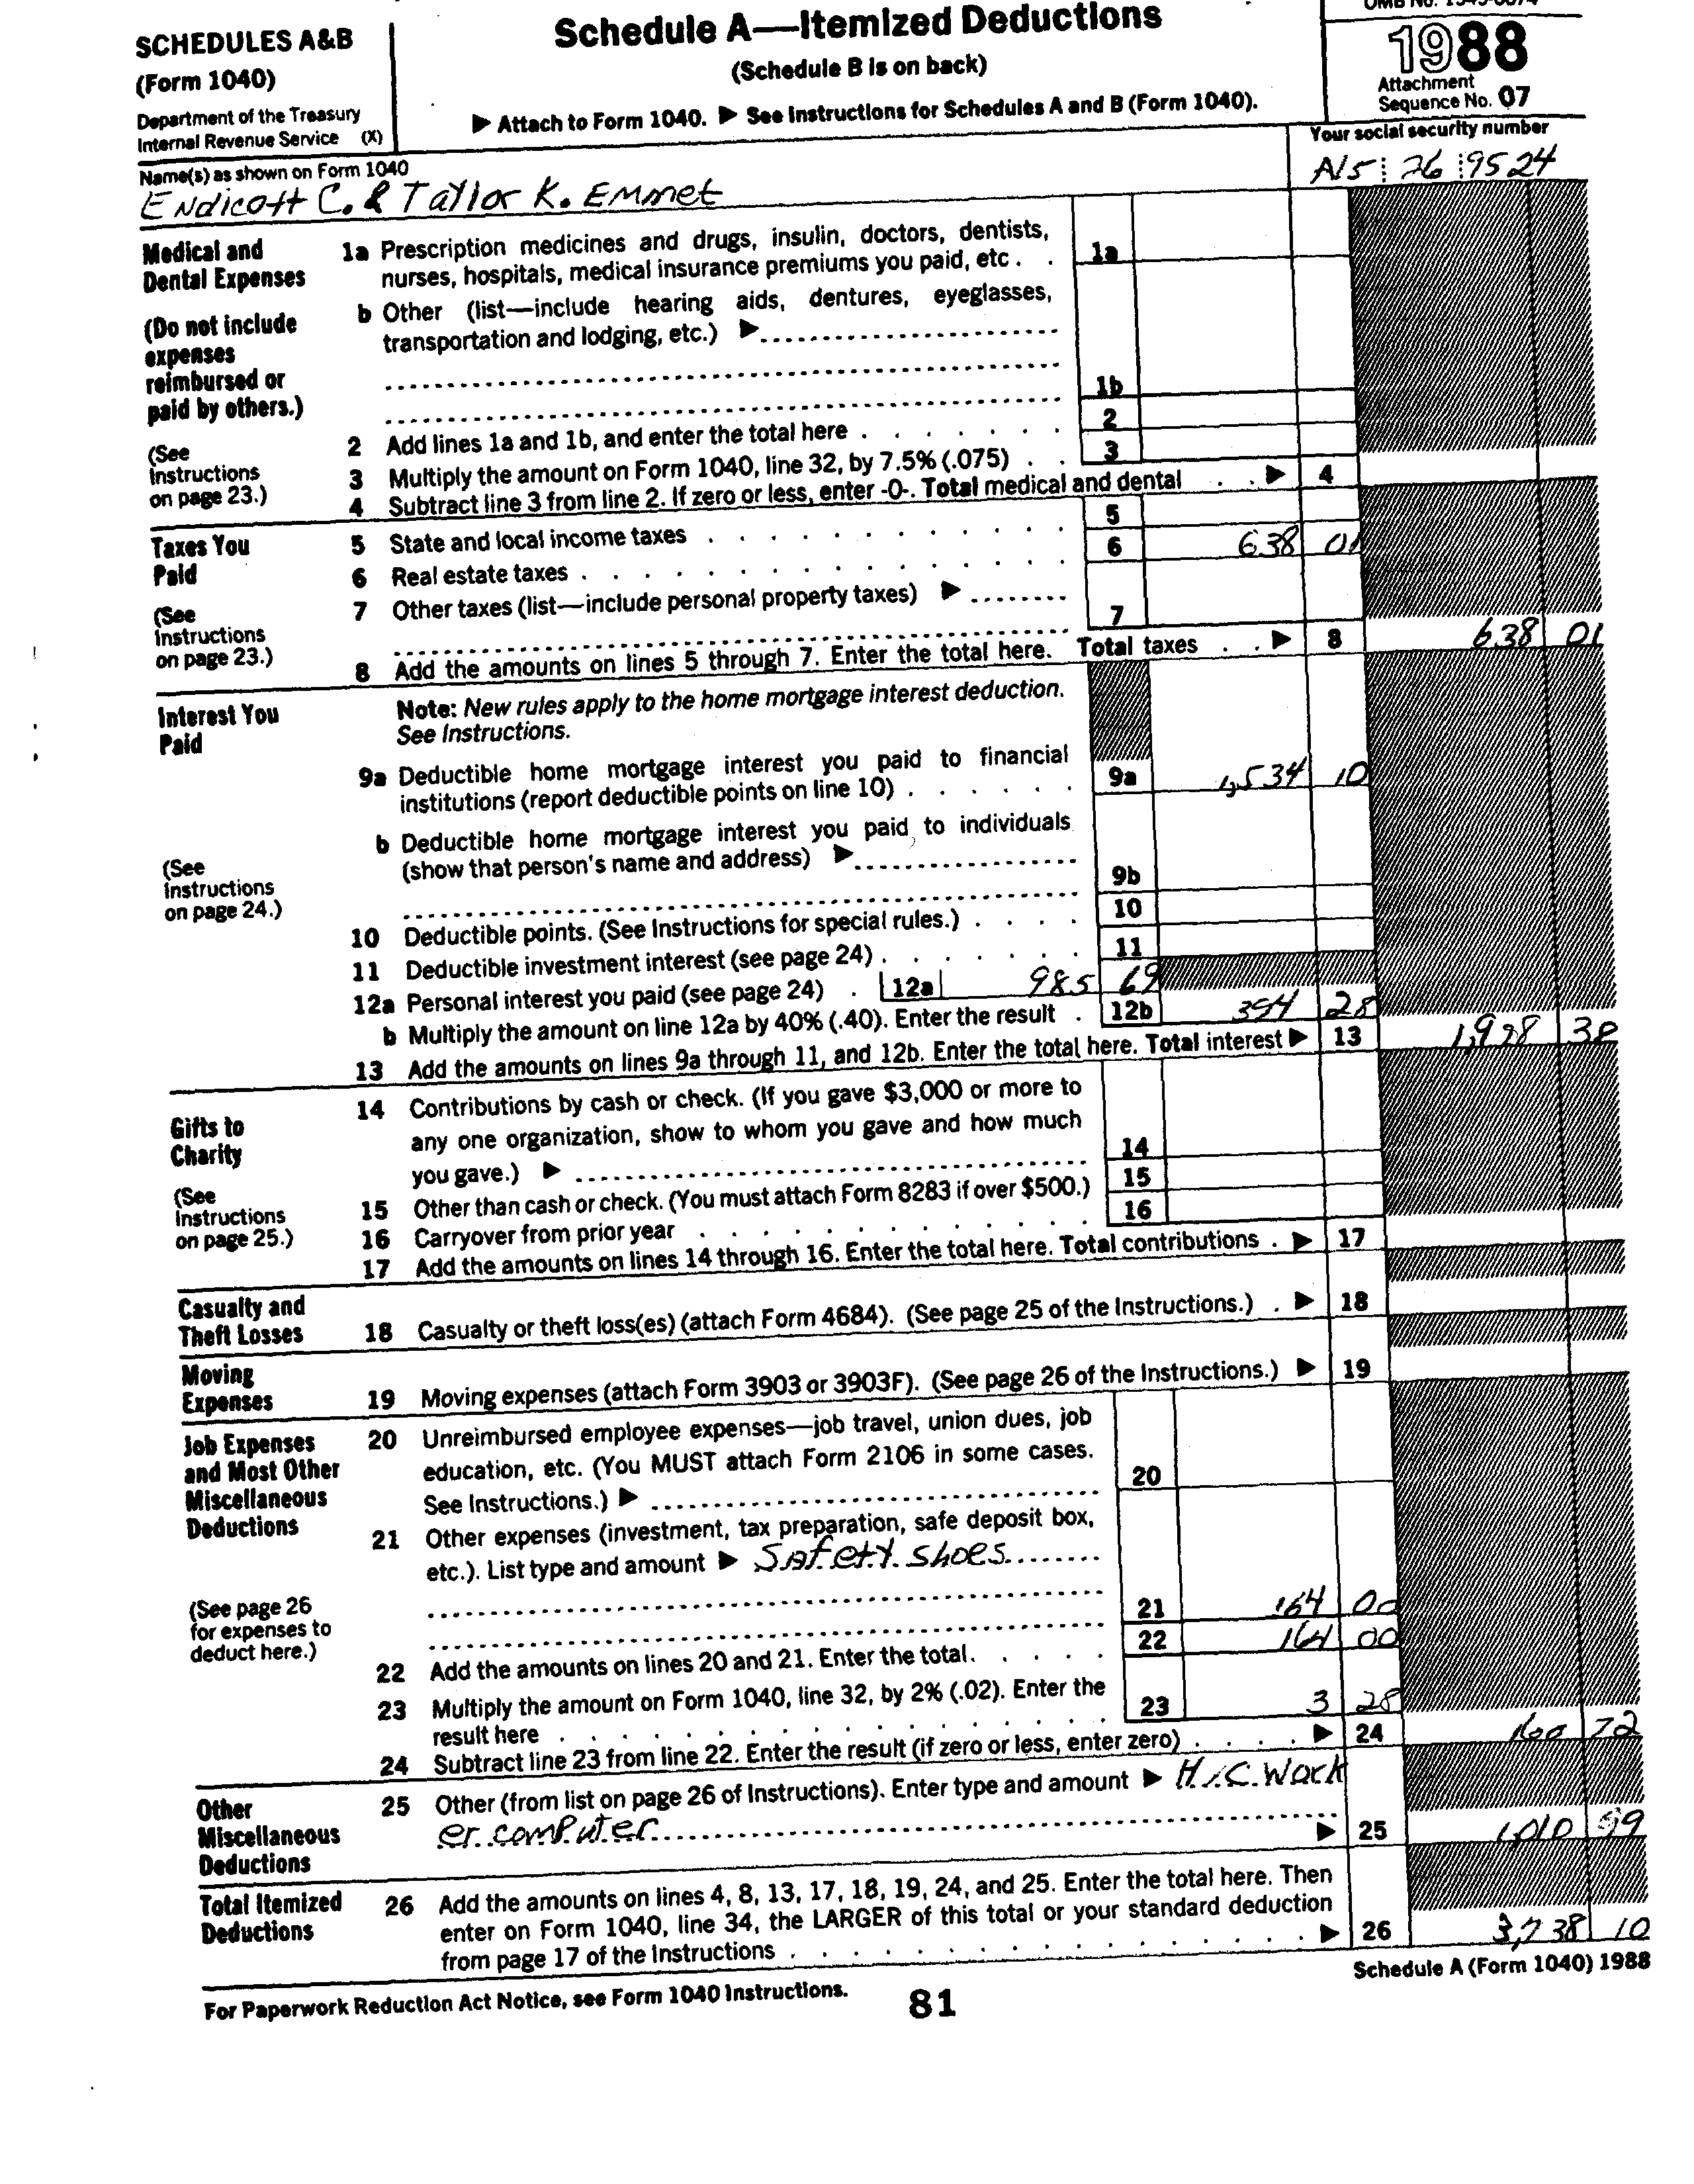 SCHEDULES A&B
(Form 1040)
Department of the Treasury
Internal Revenue Service (X)
Schedule A—Itemized Deductions
(Schedule B is on back)
▶ Attach to Form 1040. ▶ See Instructions for Schedules A and B (Form 1040).
OMB No. 1545-0074
1988
Attachment
Sequence No. 07
Name(s) as shown on Form 1040
Endicott C. & Taylor K. Emmet
Your social security number
A15 26 9524
Medical and
Dental Expenses
(Do not include
expenses
reimbursed or
paid by others.)
(See
Instructions
on page 23.)
1a Prescription medicines and drugs, insulin, doctors, dentists,
nurses, hospitals, medical insurance premiums you paid, etc . . 1a
b Other (list—include hearing aids, dentures, eyeglasses,
transportation and lodging, etc.) ▶
1b
2 Add lines 1a and 1b, and enter the total here . . . . . . . 2
3 Multiply the amount on Form 1040, line 32, by 7.5% (.075) . . 3
4 Subtract line 3 from line 2. If zero or less, enter -0-. Total medical and dental . . ▶ 4
Taxes You
Paid
(See
Instructions
on page 23.)
5 State and local income taxes . . . . . . . . . . . 5
6 Real estate taxes . . . . . . . . . . . . . . . 6 638 01
7 Other taxes (list—include personal property taxes) ▶
7
8 Add the amounts on lines 5 through 7. Enter the total here. Total taxes . . ▶ 8 638 01
Interest You
Paid
(See
Instructions
on page 24.)
Note: New rules apply to the home mortgage interest deduction.
See Instructions.
9a Deductible home mortgage interest you paid to financial
institutions (report deductible points on line 10) . . . . . . 9a 1,534 10
b Deductible home mortgage interest you paid to individuals
(show that person's name and address) ▶
9b
10 Deductible points. (See Instructions for special rules.) . . . . 10
11 Deductible investment interest (see page 24) . . . . . . . 11
12a Personal interest you paid (see page 24) . 12a 985 69
b Multiply the amount on line 12a by 40% (.40). Enter the result . 12b 394 28
13 Add the amounts on lines 9a through 11, and 12b. Enter the total here. Total interest ▶ 13 1,928 38
Gifts to
Charity
(See
Instructions
on page 25.)
14 Contributions by cash or check. (If you gave $3,000 or more to
any one organization, show to whom you gave and how much
you gave.) ▶ 14
15 Other than cash or check. (You must attach Form 8283 if over $500.) 15
16 Carryover from prior year . . . . . . . . . . . . 16
17 Add the amounts on lines 14 through 16. Enter the total here. Total contributions . ▶ 17
Casualty and
Theft Losses
18 Casualty or theft loss(es) (attach Form 4684). (See page 25 of the Instructions.) . ▶ 18
Moving
Expenses
19 Moving expenses (attach Form 3903 or 3903F). (See page 26 of the Instructions.) ▶ 19
Job Expenses
and Most Other
Miscellaneous
Deductions
(See page 26
for expenses to
deduct here.)
20 Unreimbursed employee expenses—job travel, union dues, job
education, etc. (You MUST attach Form 2106 in some cases.
See Instructions.) ▶ 20
21 Other expenses (investment, tax preparation, safe deposit box,
etc.). List type and amount ▶ Safety shoes
21 164 00
22 Add the amounts on lines 20 and 21. Enter the total. . . . . . 22 164 00
23 Multiply the amount on Form 1040, line 32, by 2% (.02). Enter the
result here . . . . . . . . . . . . . . . . 23 3 28
24 Subtract line 23 from line 22. Enter the result (if zero or less, enter zero) . . . . ▶ 24 160 72
Other
Miscellaneous
Deductions
25 Other (from list on page 26 of Instructions). Enter type and amount ▶ H.C. Work
er computer ▶ 25 1,010 99
Total Itemized
Deductions
26 Add the amounts on lines 4, 8, 13, 17, 18, 19, 24, and 25. Enter the total here. Then
enter on Form 1040, line 34, the LARGER of this total or your standard deduction
from page 17 of the Instructions . . . . . . . . . . . . . . . . ▶ 26 3,738 10
For Paperwork Reduction Act Notice, see Form 1040 Instructions.
81
Schedule A (Form 1040) 1988